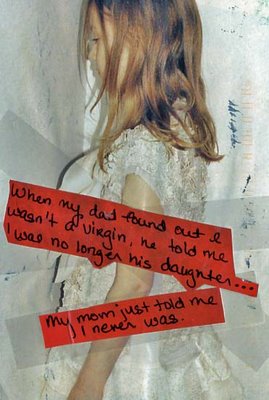 When my dad found out I
wasn't a virgin, he told me
I was no longer his daughter...
My mom just told me
I never was.